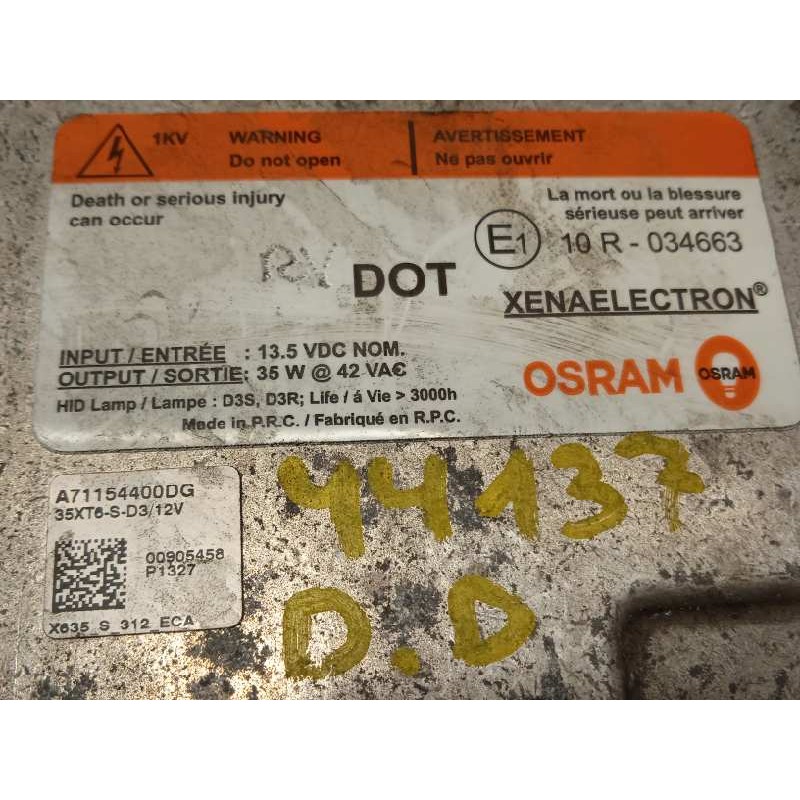 1KV WARNING AVERTISSEMENT
Do not open Ne pas ouvrir
Death or serious injury
can occur
La mort ou la blessure
sérieuse peut arriver
E1 10 R - 034663
DOT
XENAELECTRON®
INPUT / ENTRÉE : 13.5 VDC NOM.
OUTPUT / SORTIE: 35 W @ 42 VAC
HID Lamp / Lampe : D3S, D3R; Life / á Vie > 3000h
Made in P.R.C. / Fabriqué en R.P.C.
OSRAM OSRAM
A71154400DG
35XT6-S-D3/12V
00905458
P1327
X635_S_312_ECA
44137
D.D